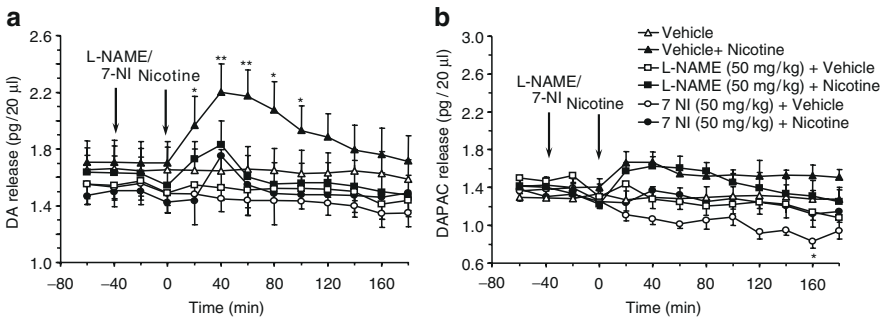 a
2.6
2.2
1.8
1.4
1.0
DA release (pg/20 μl)
L-NAME/
7-NI Nicotine
*
**
**
*
*
−80 −40 0 40 80 120 160
Time (min)
b
3.0
2.6
2.2
1.8
1.4
1.0
0.6
DAPAC release (pg / 20 μl)
L-NAME/
7-NI Nicotine
Vehicle
Vehicle+ Nicotine
L-NAME (50 mg/kg) + Vehicle
L-NAME (50 mg/kg) + Nicotine
7 NI (50 mg/kg) + Vehicle
7 NI (50 mg/kg) + Nicotine
*
−80 −40 0 40 80 120 160
Time (min)